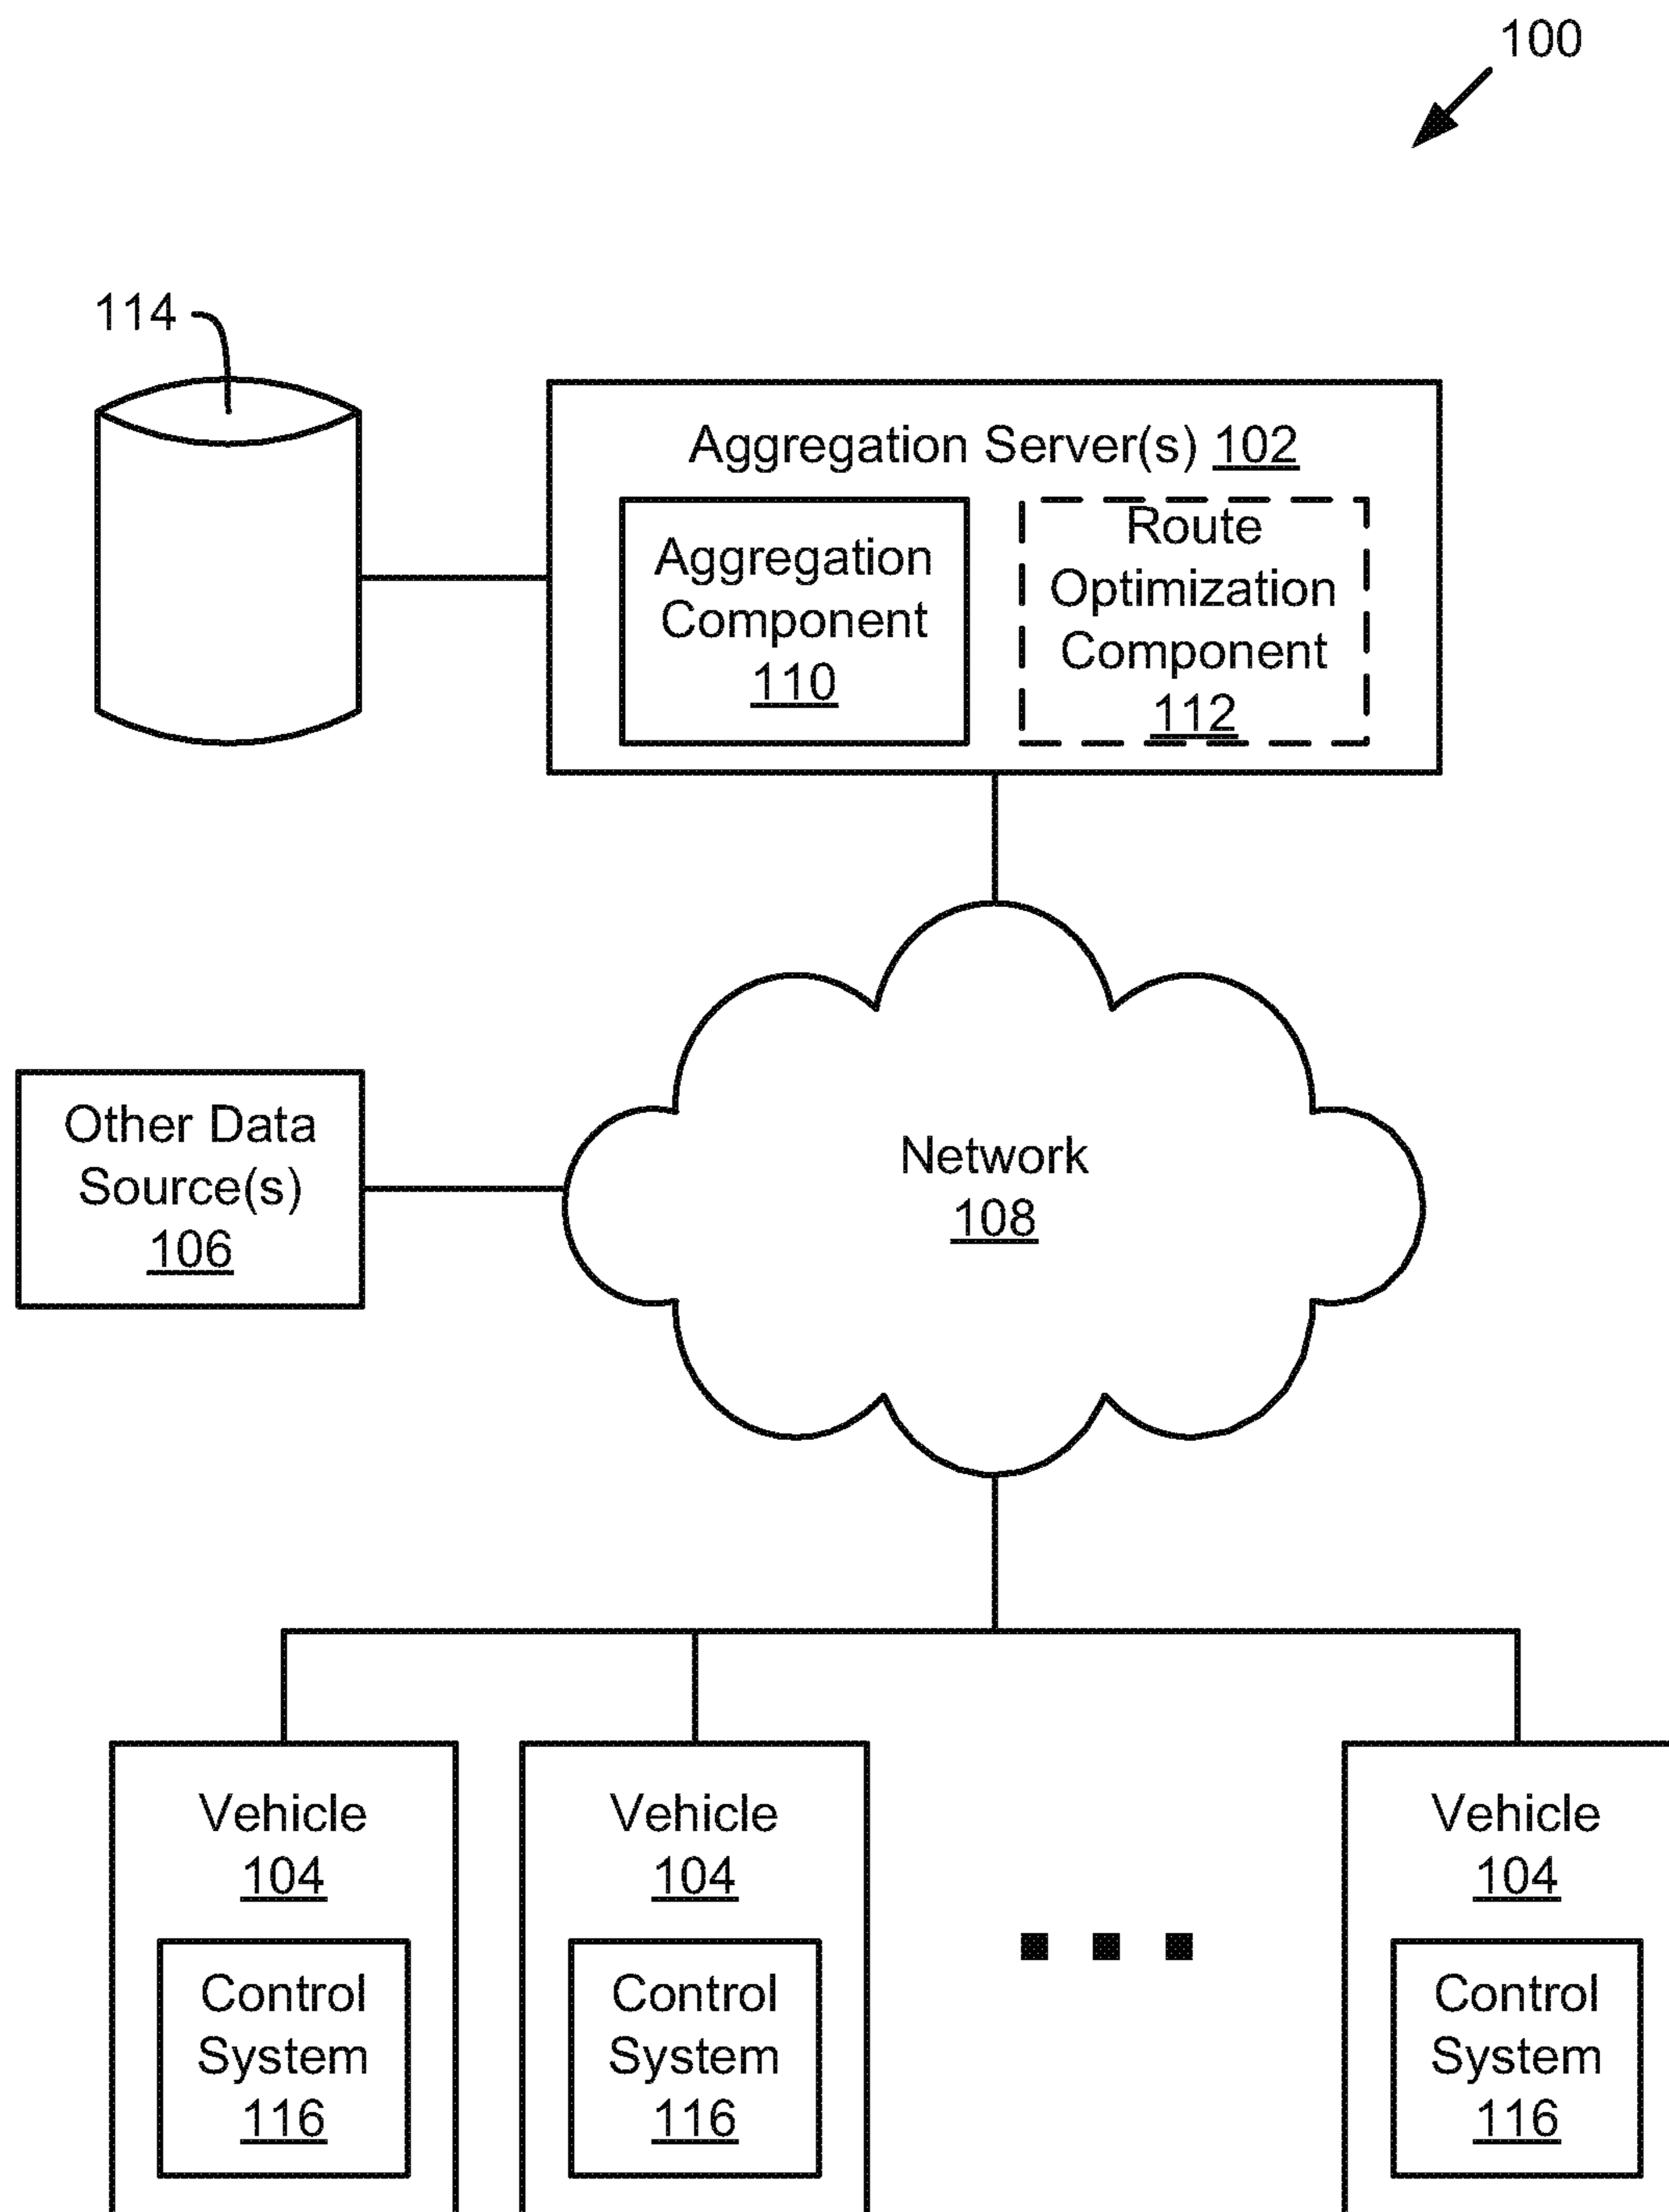 100
114
Aggregation Server(s) 102
Aggregation
Component
110
Route
Optimization
Component
112
Other Data
Source(s)
106
Network
108
Vehicle
104
Control
System
116
Vehicle
104
Control
System
116
Vehicle
104
Control
System
116